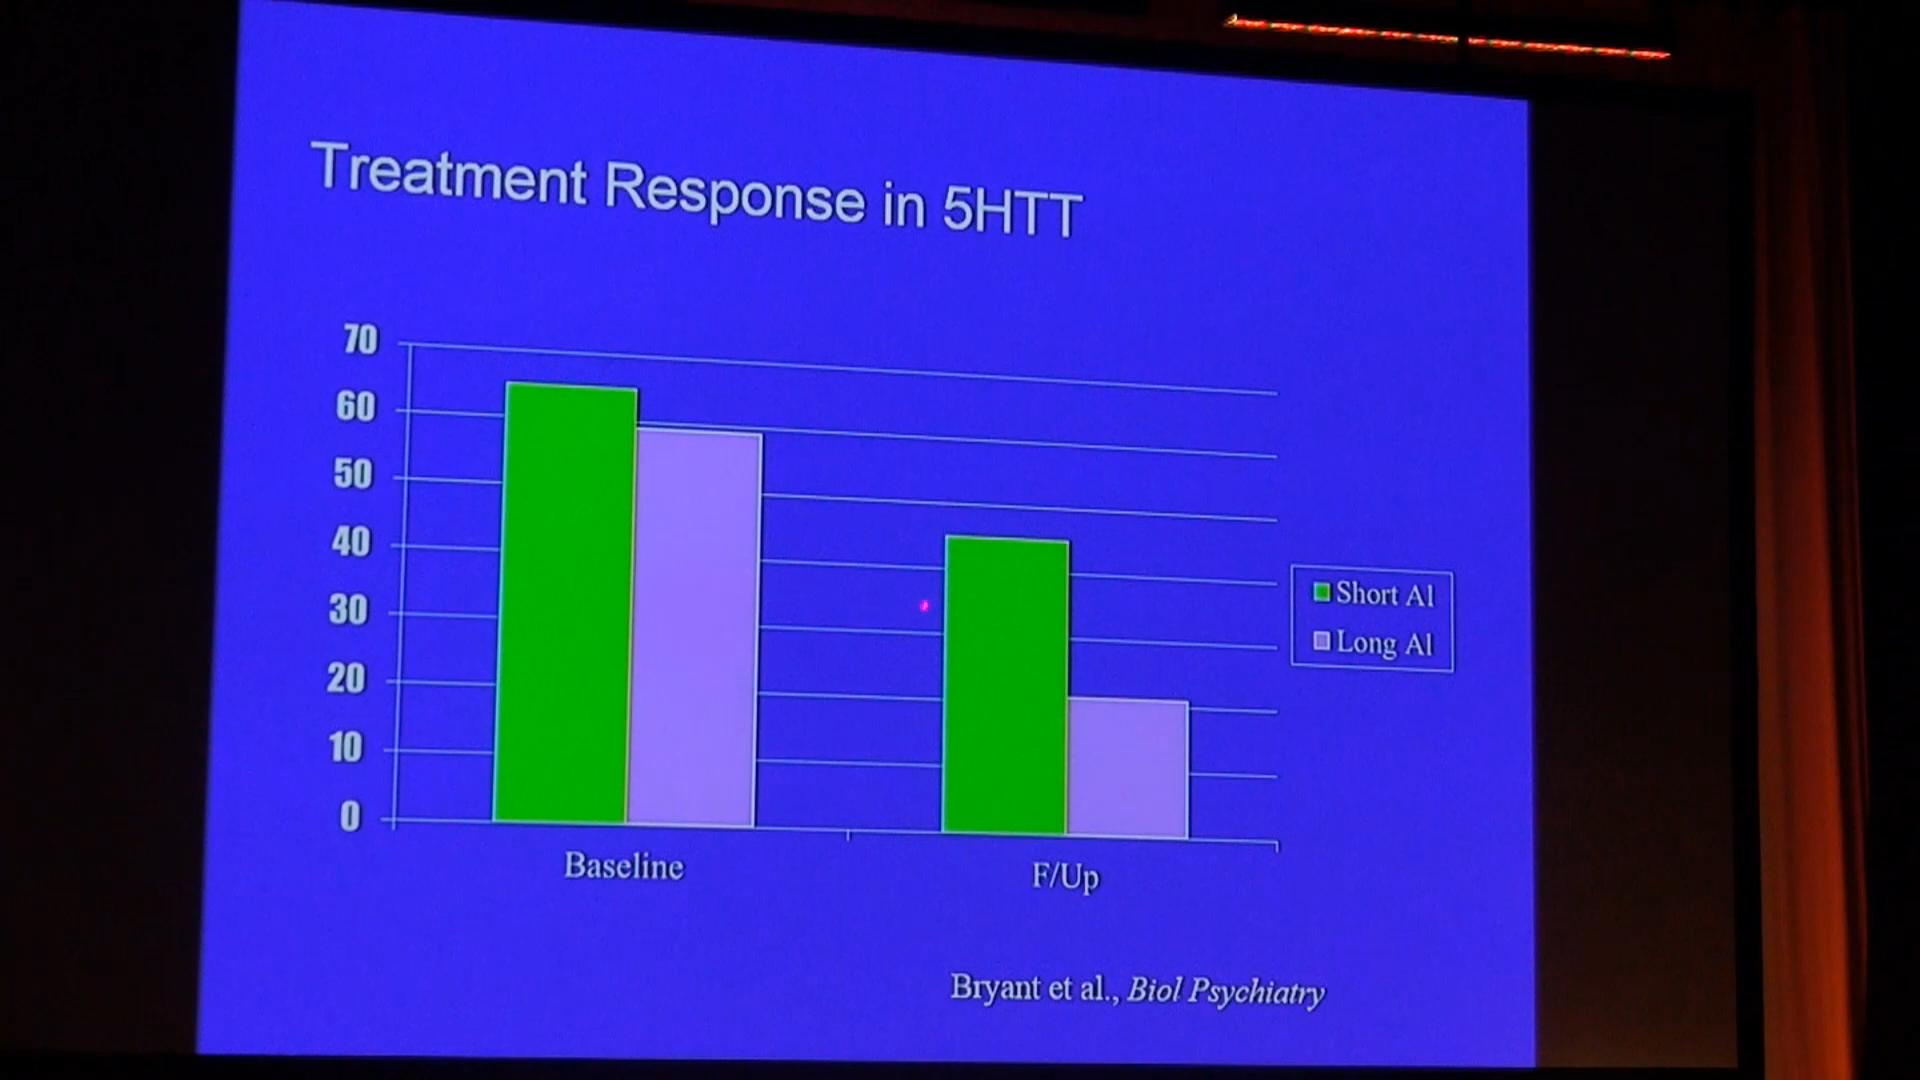 Treatment Response in 5HTT
70
60
50
40
30
20
10
0
Short Al
Long Al
Baseline
F/Up
Bryant et al., Biol Psychiatry